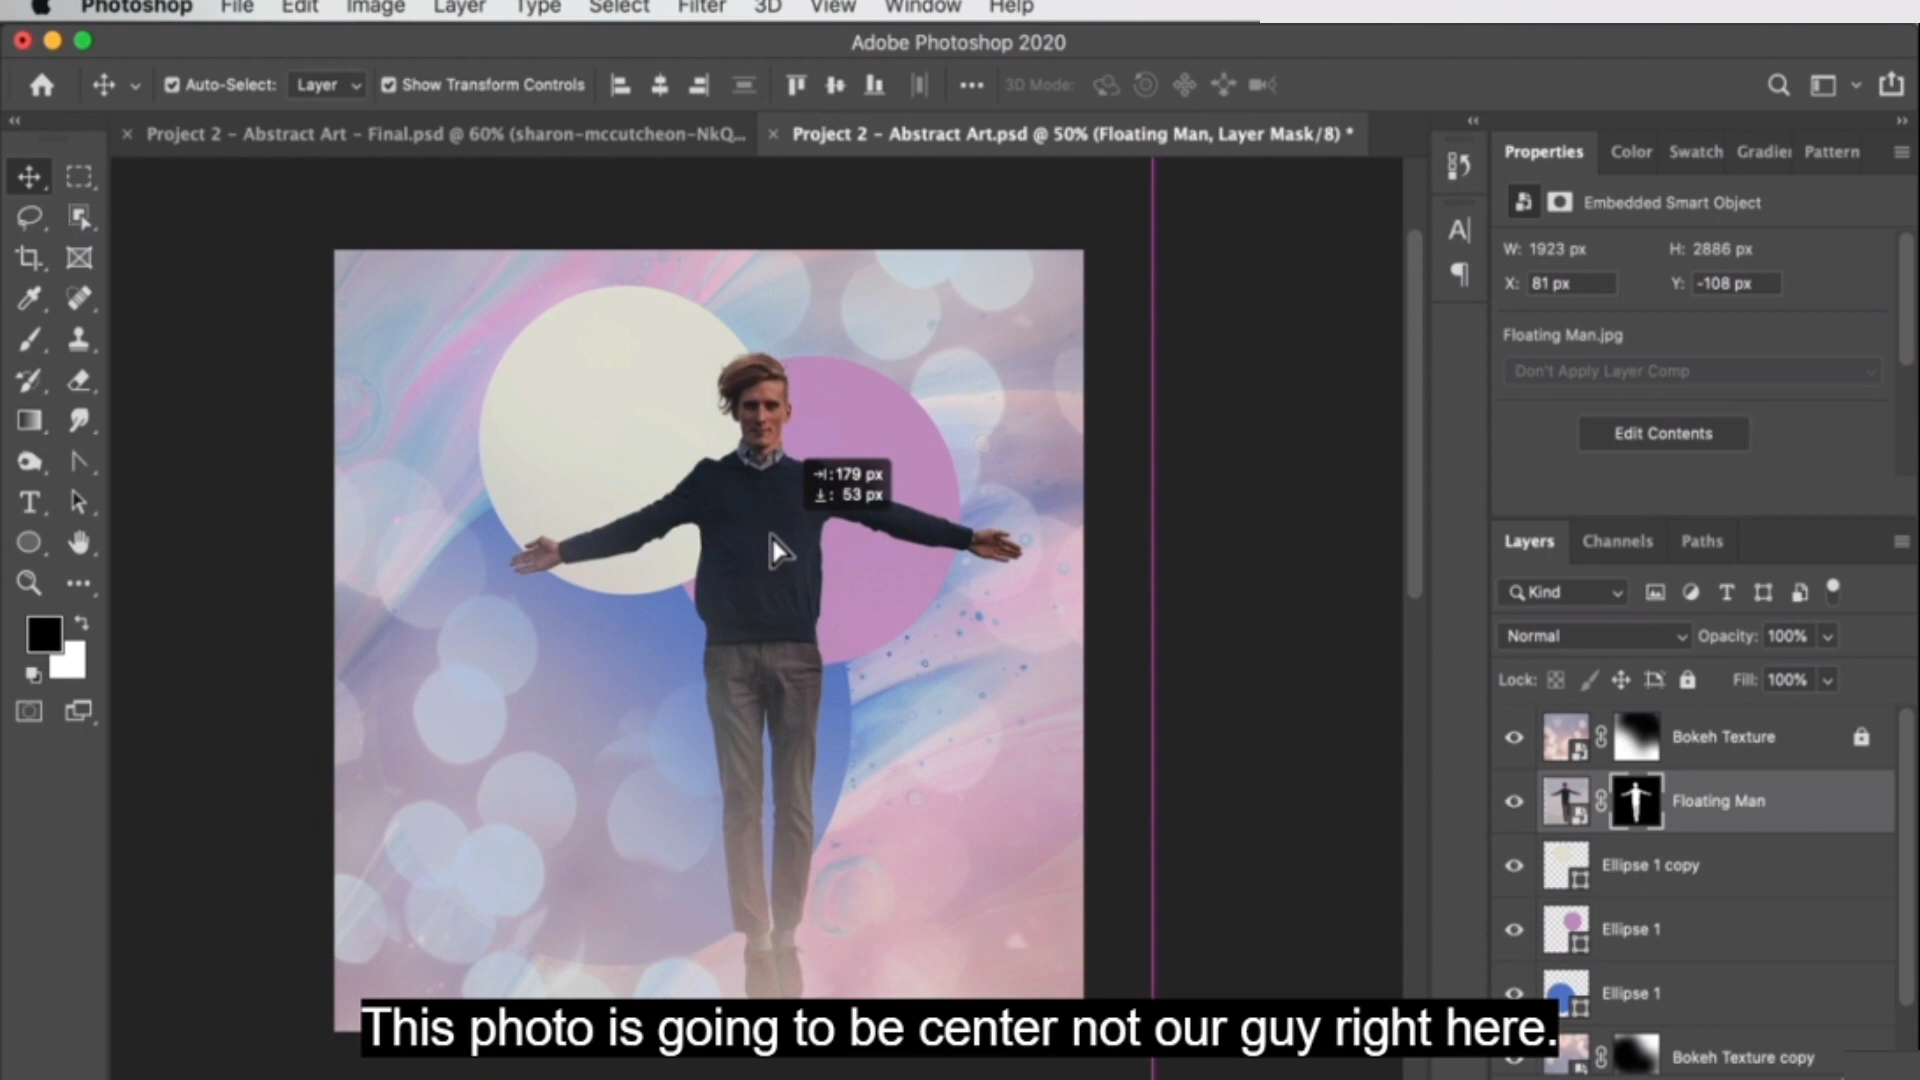 Photoshop File Edit Image Layer Type Select Filter 3D View Window Help
Adobe Photoshop 2020
Auto-Select: Layer Show Transform Controls 3D Mode:
Project 2 – Abstract Art – Final.psd @ 60% (sharon-mccutcheon-NkQ... Project 2 – Abstract Art.psd @ 50% (Floating Man, Layer Mask/8) *
Properties Color Swatch Gradier Pattern
Embedded Smart Object
W: 1923 px H: 2886 px
X: 81 px Y: -108 px
Floating Man.jpg
Don't Apply Layer Comp
Edit Contents
: 179 px
: 53 px
Layers Channels Paths
Kind
Normal Opacity: 100%
Lock: Fill: 100%
Bokeh Texture
Floating Man
Ellipse 1 copy
Ellipse 1
Ellipse 1
Bokeh Texture copy
This photo is going to be center not our guy right here.